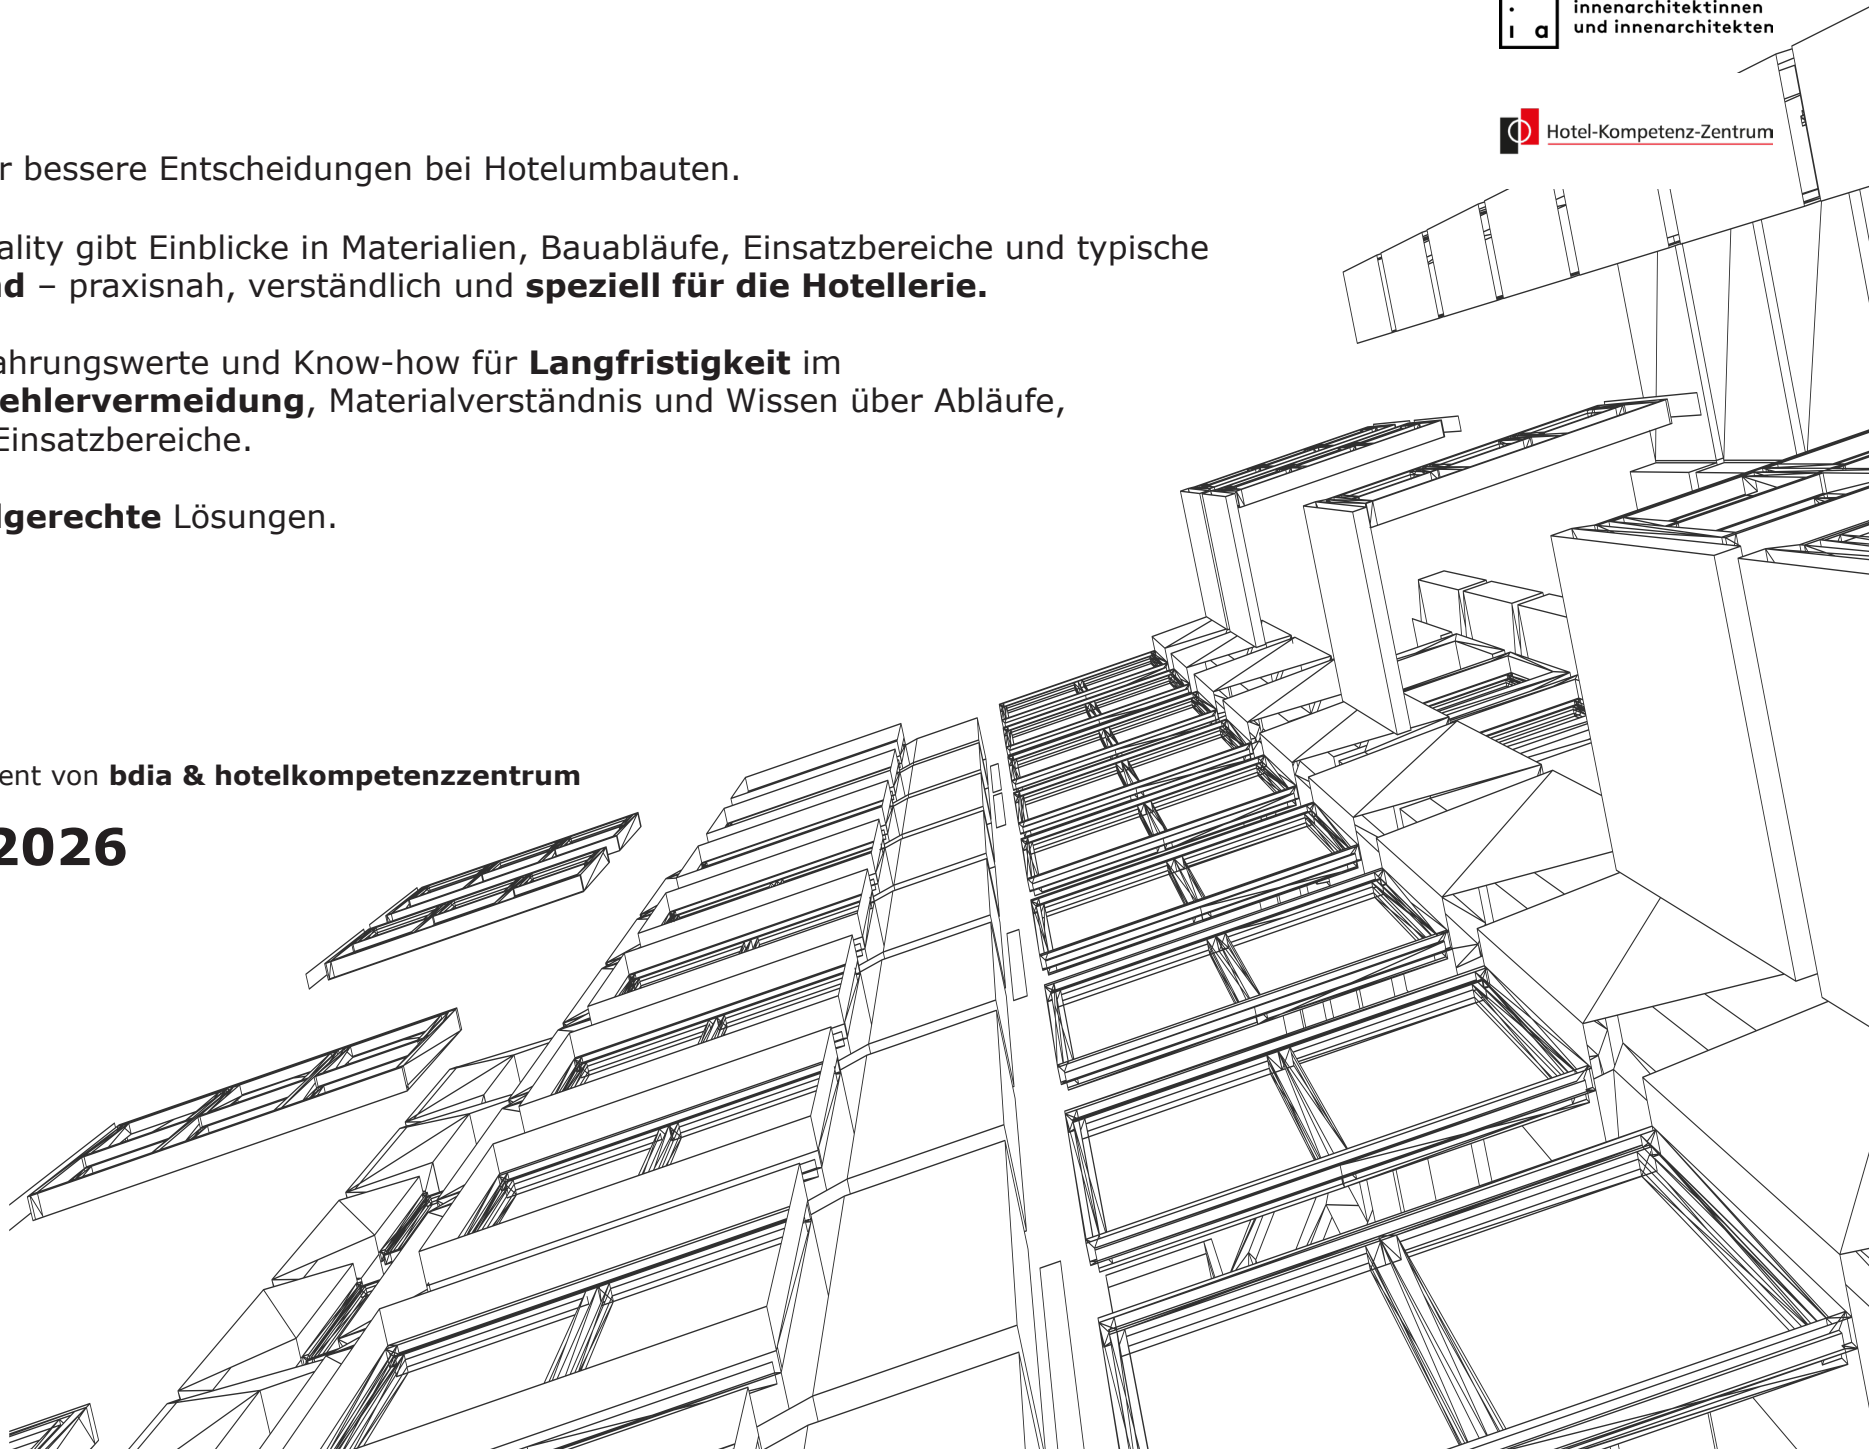 innenarchitektinnen
und innenarchitekten
i a
Hotel-Kompetenz-Zentrum
r bessere Entscheidungen bei Hotelumbauten.
ality gibt Einblicke in Materialien, Bauabläufe, Einsatzbereiche und typische
d – praxisnah, verständlich und speziell für die Hotellerie.
ahrungswerte und Know-how für Langfristigkeit im
ehlervermeidung, Materialverständnis und Wissen über Abläufe,
Einsatzbereiche.
lgerechte Lösungen.
ent von bdia & hotelkompetenzzentrum
2026